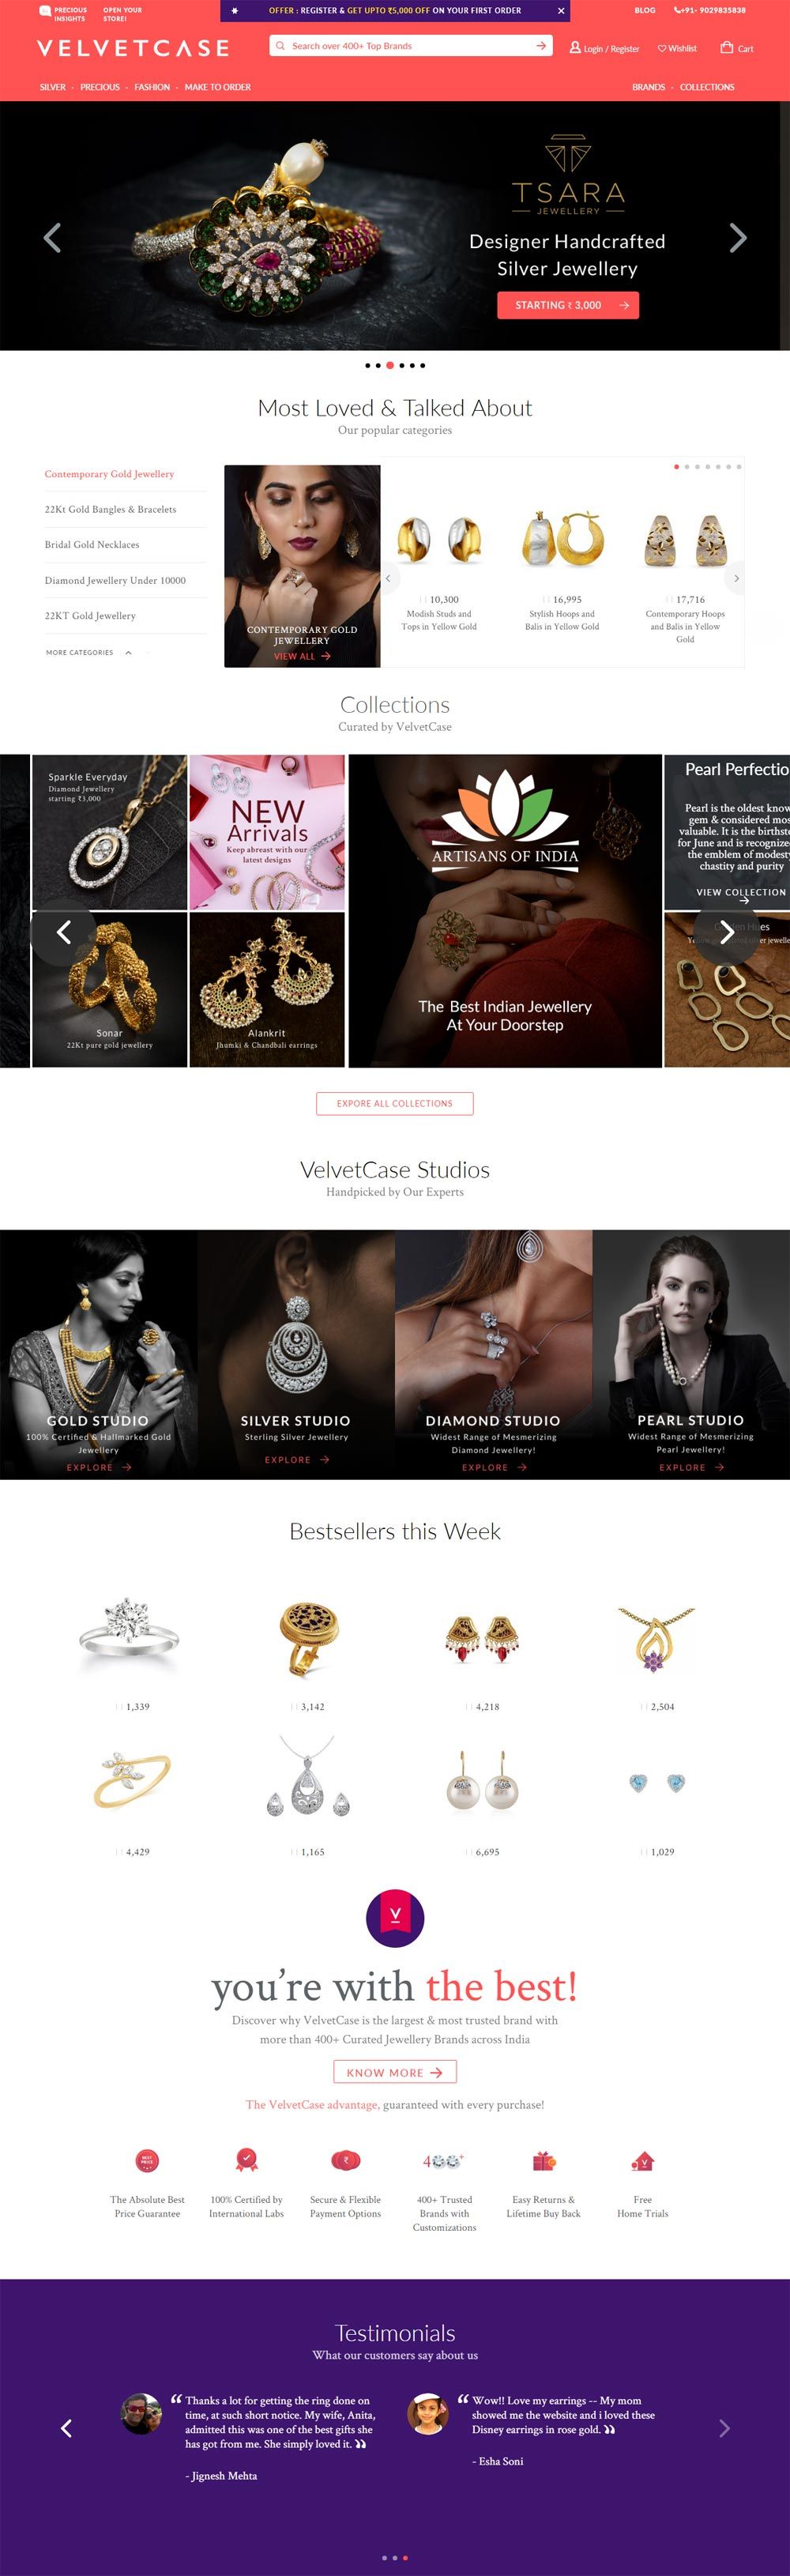 PRECIOUS INSIGHTS
OPEN YOUR STORE!
OFFER : REGISTER & GET UPTO ₹5,000 OFF ON YOUR FIRST ORDER
BLOG
+91- 9029835838
VELVETCASE
Search over 400+ Top Brands
Login / Register
Wishlist
Cart
SILVER
PRECIOUS
FASHION
MAKE TO ORDER
BRANDS
COLLECTIONS
TSARA
JEWELLERY
Designer Handcrafted
Silver Jewellery
STARTING ₹ 3,000
Most Loved & Talked About
Our popular categories
Contemporary Gold Jewellery
22Kt Gold Bangles & Bracelets
Bridal Gold Necklaces
Diamond Jewellery Under 10000
22KT Gold Jewellery
MORE CATEGORIES
CONTEMPORARY GOLD
JEWELLERY
VIEW ALL
10,300
Modish Studs and
Tops in Yellow Gold
16,995
Stylish Hoops and
Balis in Yellow Gold
17,716
Contemporary Hoops
and Balis in Yellow
Gold
Collections
Curated by VelvetCase
Sparkle Everyday
Diamond Jewellery
starting ₹3,000
NEW
Arrivals
Keep abreast with our
latest designs
Sonar
22Kt pure gold jewellery
Alankrit
Jhumki & Chandbali earrings
ARTISANS OF INDIA
The Best Indian Jewellery
At Your Doorstep
Pearl Perfectio
Pearl is the oldest know
gem & considered mos
valuable. It is the birthst
for June and is recognize
the emblem of modest
chastity and purity
VIEW COLLECTION
EXPORE ALL COLLECTIONS
VelvetCase Studios
Handpicked by Our Experts
GOLD STUDIO
100% Certified & Hallmarked Gold
Jewellery
EXPLORE
SILVER STUDIO
Sterling Silver Jewellery
EXPLORE
DIAMOND STUDIO
Widest Range of Mesmerizing
Diamond Jewellery!
EXPLORE
PEARL STUDIO
Widest Range of Mesmerizing
Pearl Jewellery!
EXPLORE
Bestsellers this Week
1,339
3,142
4,218
2,504
4,429
1,165
6,695
1,029
V
you're with the best!
Discover why VelvetCase is the largest & most trusted brand with
more than 400+ Curated Jewellery Brands across India
KNOW MORE
The VelvetCase advantage, guaranteed with every purchase!
BEST PRICE
The Absolute Best
Price Guarantee
100% Certified by
International Labs
₹
Secure & Flexible
Payment Options
4
+
400+ Trusted
Brands with
Customizations
Easy Returns &
Lifetime Buy Back
V
Free
Home Trials
Testimonials
What our customers say about us
“ Thanks a lot for getting the ring done on
time, at such short notice. My wife, Anita,
admitted this was one of the best gifts she
has got from me. She simply loved it. ”
- Jignesh Mehta
“ Wow!! Love my earrings -- My mom
showed me the website and i loved these
Disney earrings in rose gold. ”
- Esha Soni